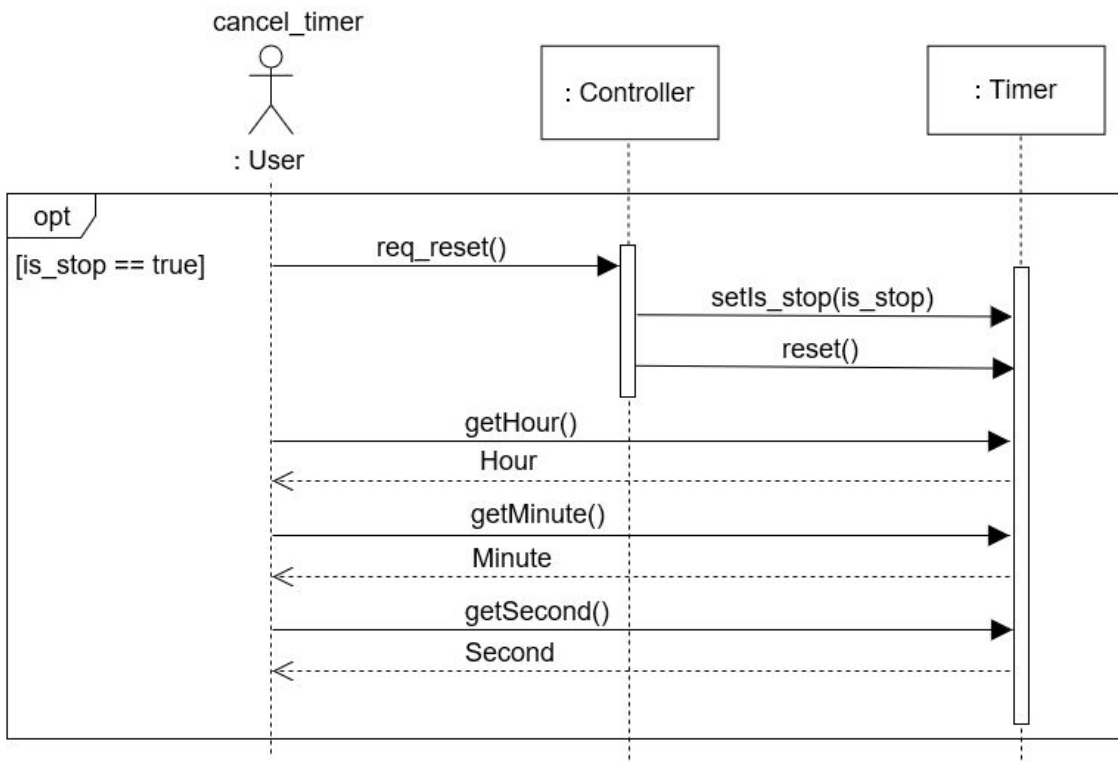 cancel_timer
: User
: Controller
: Timer
opt
[is_stop == true]
req_reset()
setIs_stop(is_stop)
reset()
getHour()
Hour
getMinute()
Minute
getSecond()
Second